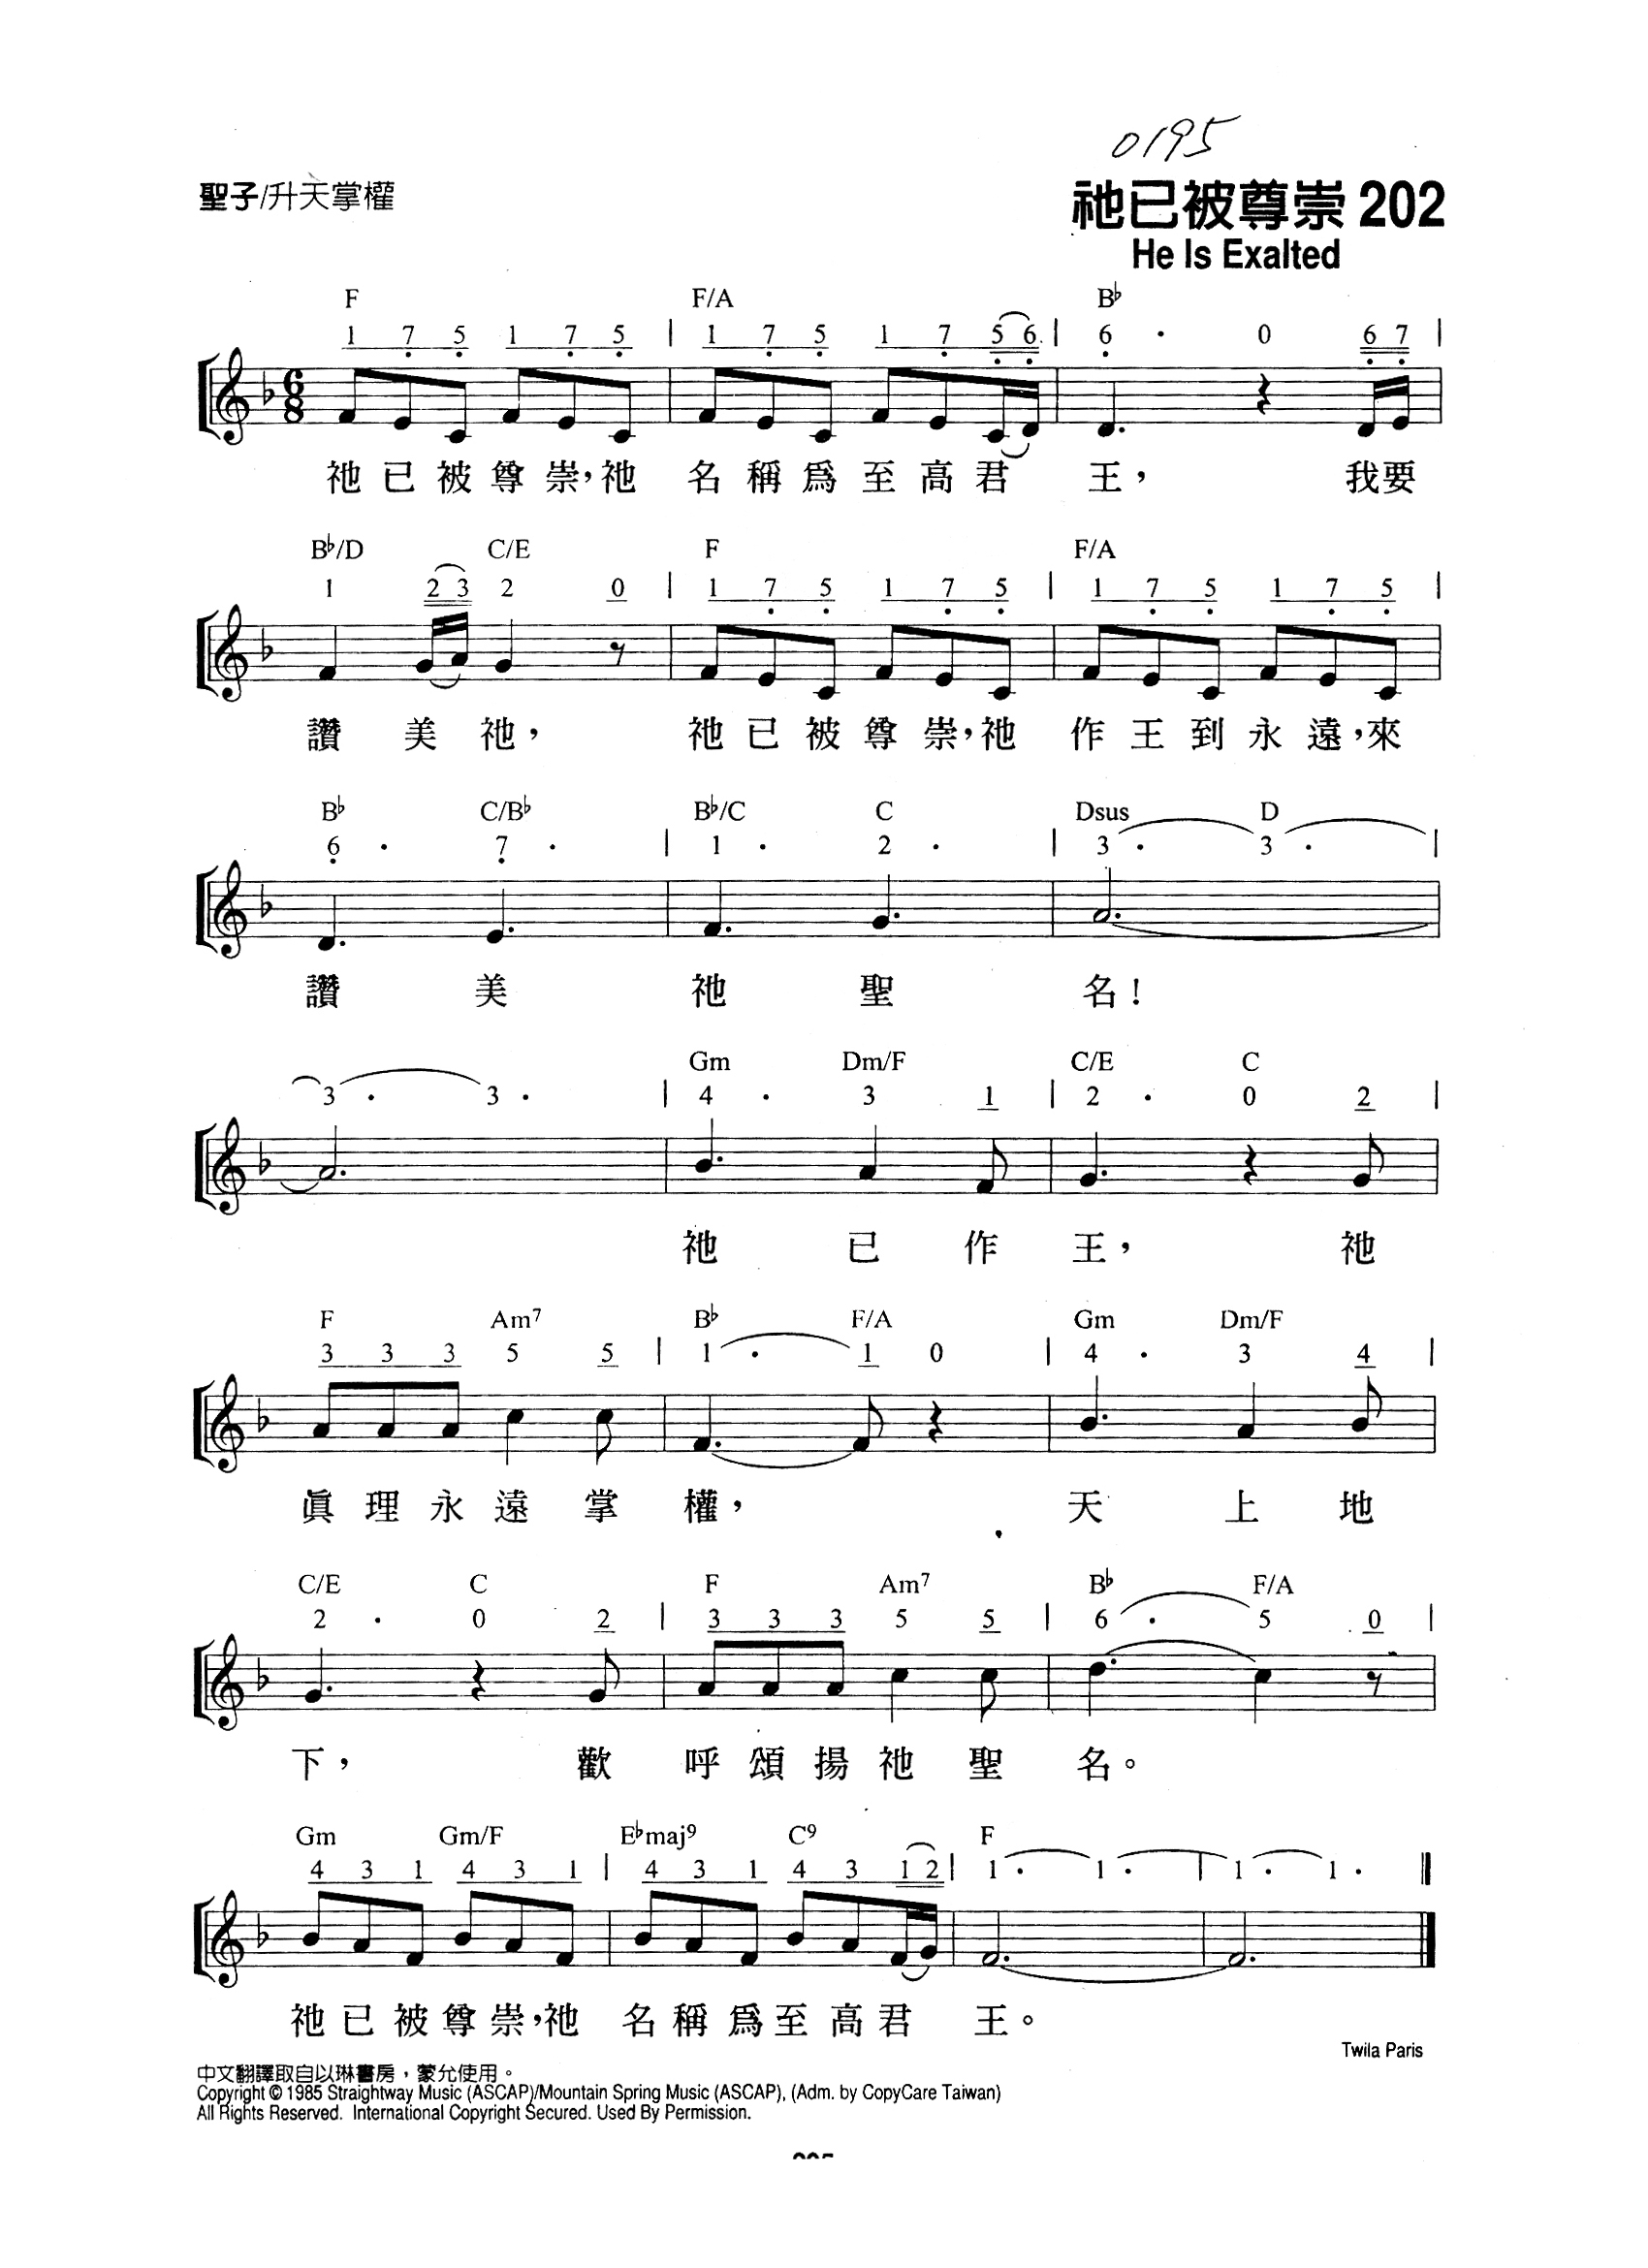 0195
聖子/升天掌權
祂已被尊崇 202
He Is Exalted
F F/A B♭
1 7 5 1 7 5 | 1 7 5 1 7 5 6 | 6 · 0 6 7 |
6/8
祂已被尊崇，祂 名稱爲至高君 王， 我要
B♭/D C/E F F/A
1 2 3 2 0 | 1 7 5 1 7 5 | 1 7 5 1 7 5 |
讚 美 祂， 祂已被尊崇，祂 作王到永遠，來
B♭ C/B♭ B♭/C C Dsus D
6 · 7 · | 1 · 2 · | 3 · 3 · |
讚 美 祂 聖 名！
Gm Dm/F C/E C
3 · 3 · | 4 · 3 1 | 2 · 0 2 |
祂 已 作 王， 祂
F Am7 B♭ F/A Gm Dm/F
3 3 3 5 5 | 1 · 1 0 | 4 · 3 4 |
眞理永遠掌 權， 天 上 地
C/E C F Am7 B♭ F/A
2 · 0 2 | 3 3 3 5 5 | 6 · 5 0 |
下， 歡 呼頌揚祂聖 名。
Gm Gm/F E♭maj9 C9 F
4 3 1 4 3 1 | 4 3 1 4 3 1 2 | 1 · 1 · | 1 · 1 · ‖
祂已被尊崇，祂 名稱爲至高君 王。
Twila Paris
中文翻譯取自以琳書房，蒙允使用。
Copyright © 1985 Straightway Music (ASCAP)/Mountain Spring Music (ASCAP), (Adm. by CopyCare Taiwan)
All Rights Reserved. International Copyright Secured. Used By Permission.